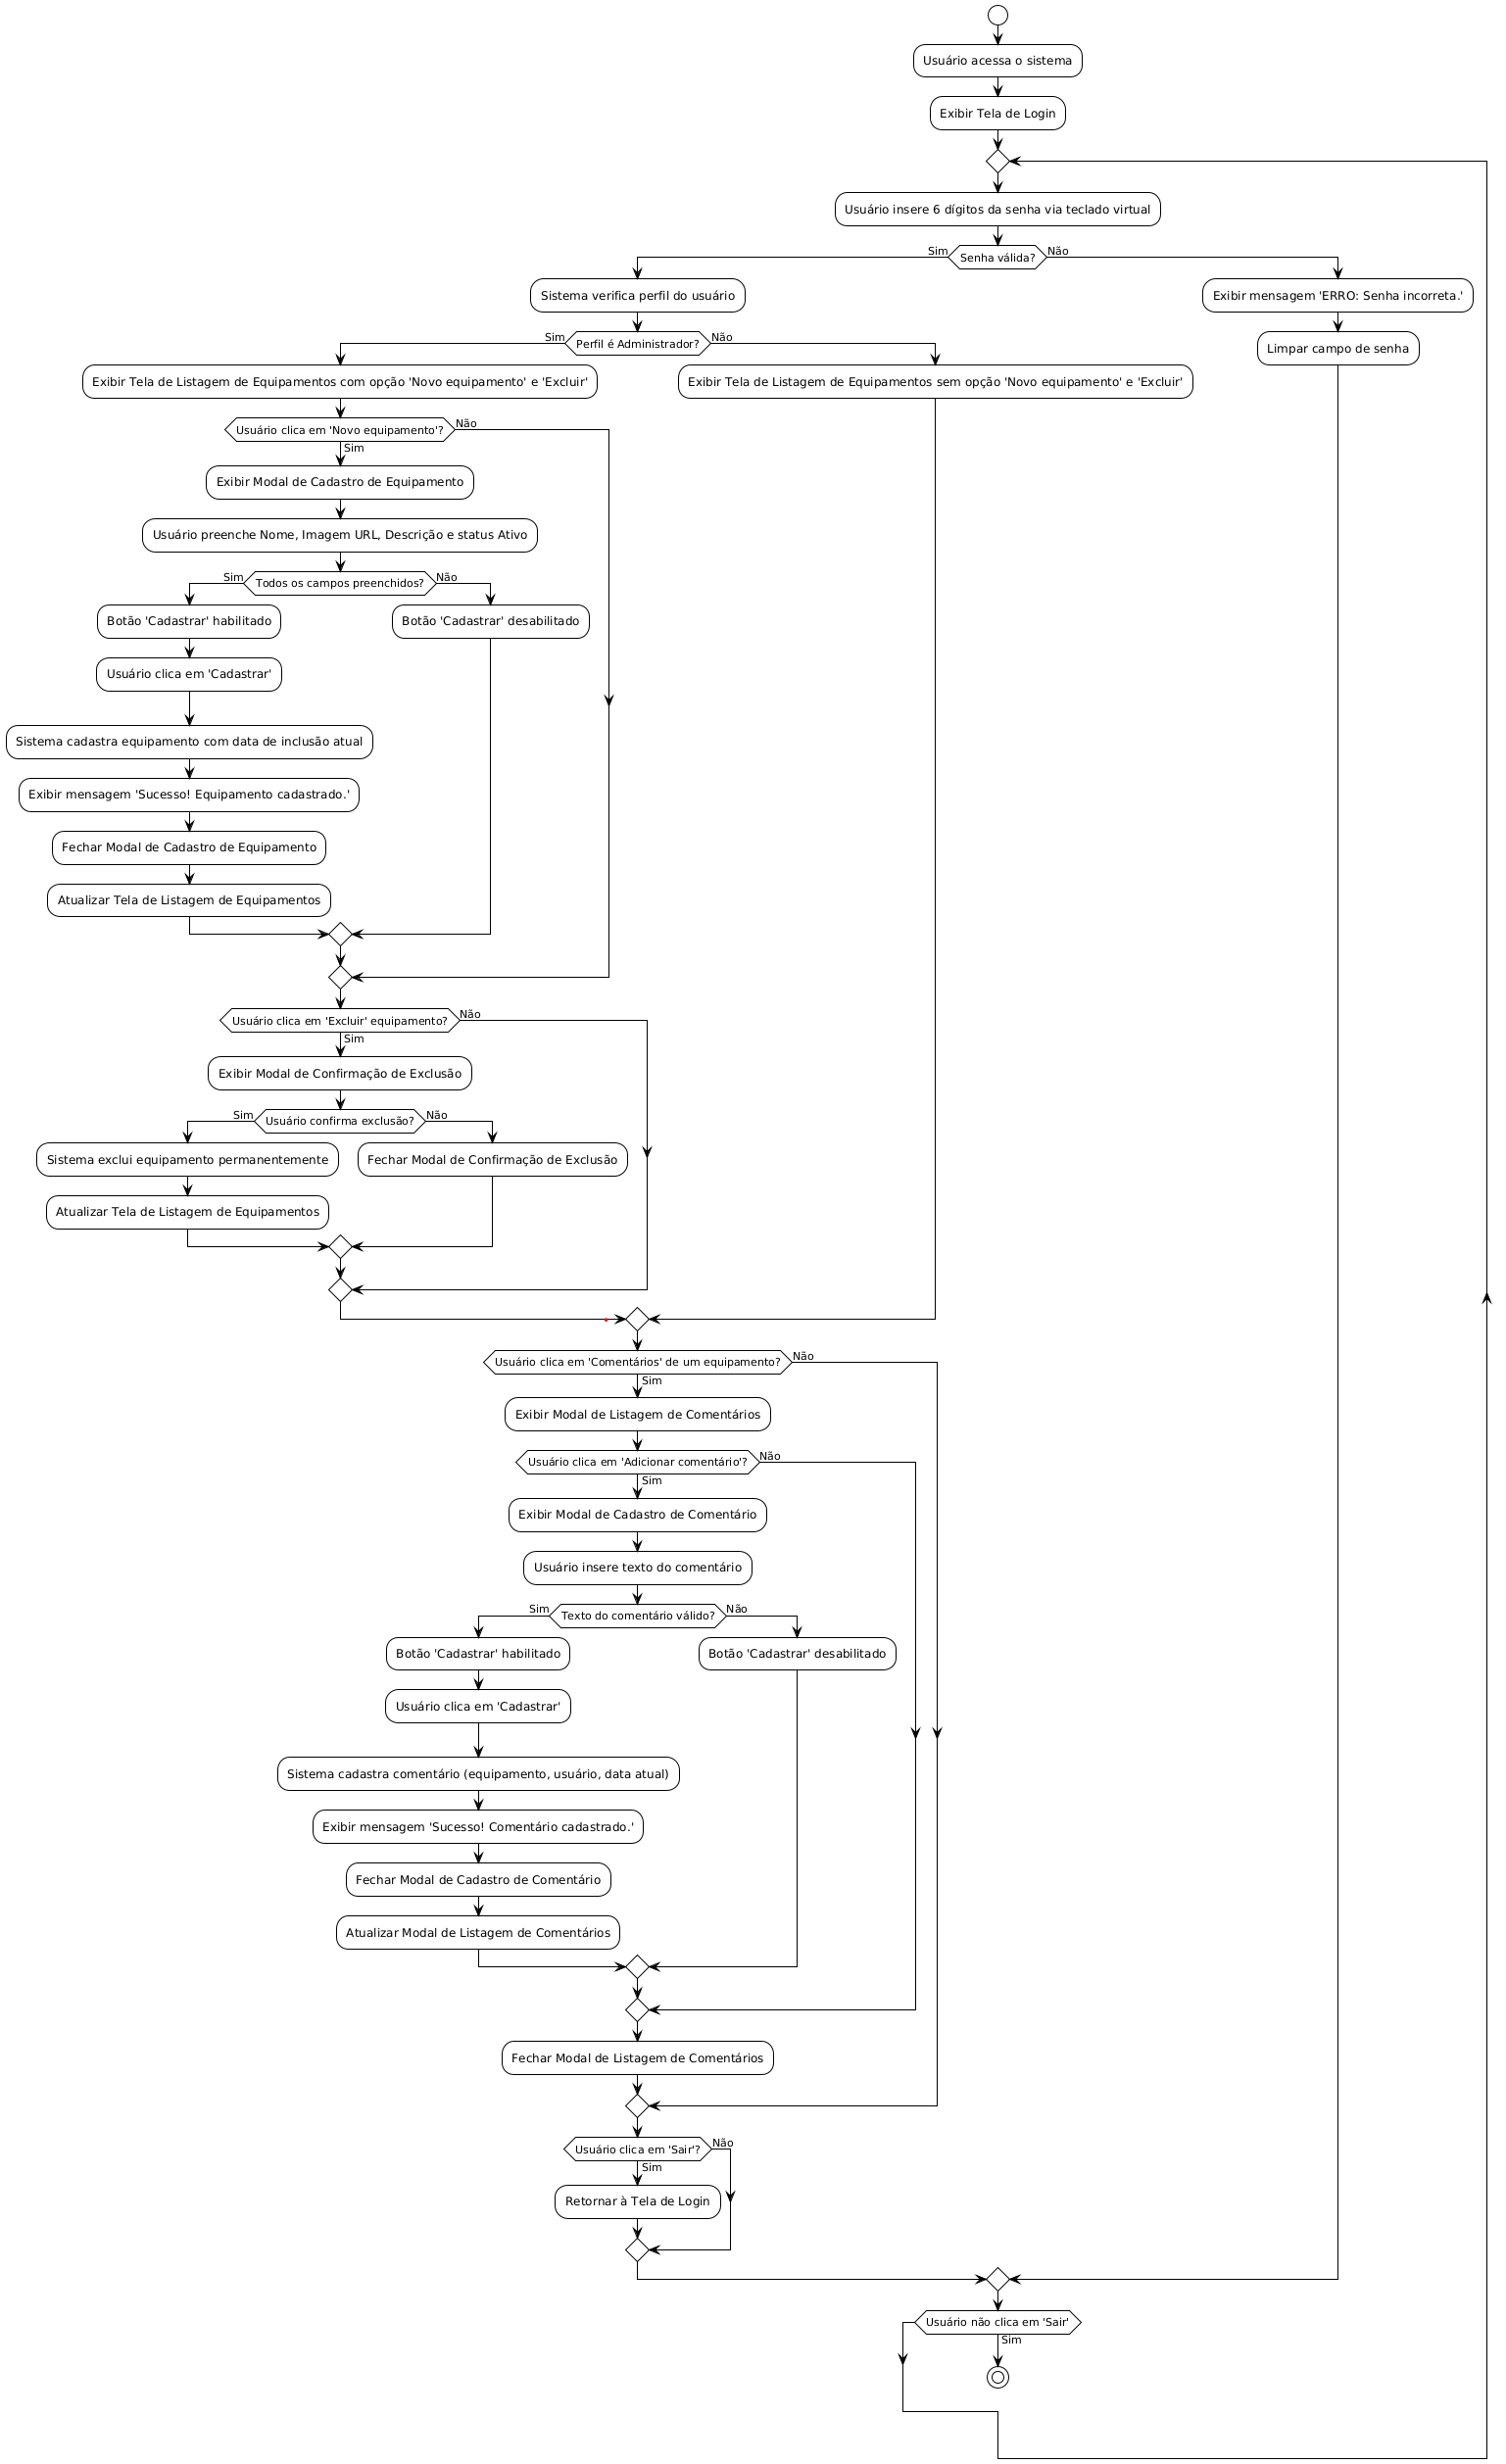 Usuário acessa o sistema
Exibir Tela de Login
Usuário insere 6 dígitos da senha via teclado virtual
Sim
Senha válida?
Não
Sistema verifica perfil do usuário
Exibir mensagem 'ERRO: Senha incorreta.'
Sim
Perfil é Administrador?
Não
Limpar campo de senha
Exibir Tela de Listagem de Equipamentos com opção 'Novo equipamento' e 'Excluir'
Exibir Tela de Listagem de Equipamentos sem opção 'Novo equipamento' e 'Excluir'
Usuário clica em 'Novo equipamento'?
Não
Sim
Exibir Modal de Cadastro de Equipamento
Usuário preenche Nome, Imagem URL, Descrição e status Ativo
Sim
Todos os campos preenchidos?
Não
Botão 'Cadastrar' habilitado
Botão 'Cadastrar' desabilitado
Usuário clica em 'Cadastrar'
Sistema cadastra equipamento com data de inclusão atual
Exibir mensagem 'Sucesso! Equipamento cadastrado.'
Fechar Modal de Cadastro de Equipamento
Atualizar Tela de Listagem de Equipamentos
Usuário clica em 'Excluir' equipamento?
Não
Sim
Exibir Modal de Confirmação de Exclusão
Sim
Usuário confirma exclusão?
Não
Sistema exclui equipamento permanentemente
Fechar Modal de Confirmação de Exclusão
Atualizar Tela de Listagem de Equipamentos
Usuário clica em 'Comentários' de um equipamento?
Não
Sim
Exibir Modal de Listagem de Comentários
Usuário clica em 'Adicionar comentário'?
Não
Sim
Exibir Modal de Cadastro de Comentário
Usuário insere texto do comentário
Sim
Texto do comentário válido?
Não
Botão 'Cadastrar' habilitado
Botão 'Cadastrar' desabilitado
Usuário clica em 'Cadastrar'
Sistema cadastra comentário (equipamento, usuário, data atual)
Exibir mensagem 'Sucesso! Comentário cadastrado.'
Fechar Modal de Cadastro de Comentário
Atualizar Modal de Listagem de Comentários
Fechar Modal de Listagem de Comentários
Usuário clica em 'Sair'?
Não
Sim
Retornar à Tela de Login
Usuário não clica em 'Sair'
Sim